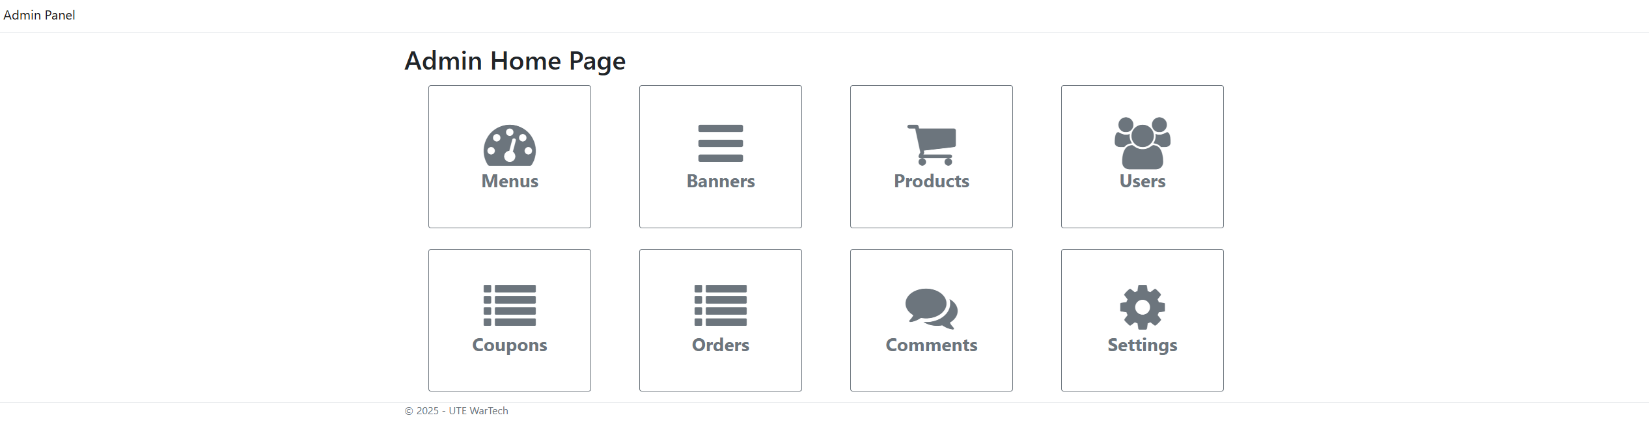 Admin Panel
Admin Home Page
Menus
Banners
Products
Users
Coupons
Orders
Comments
Settings
© 2025 - UTE WarTech